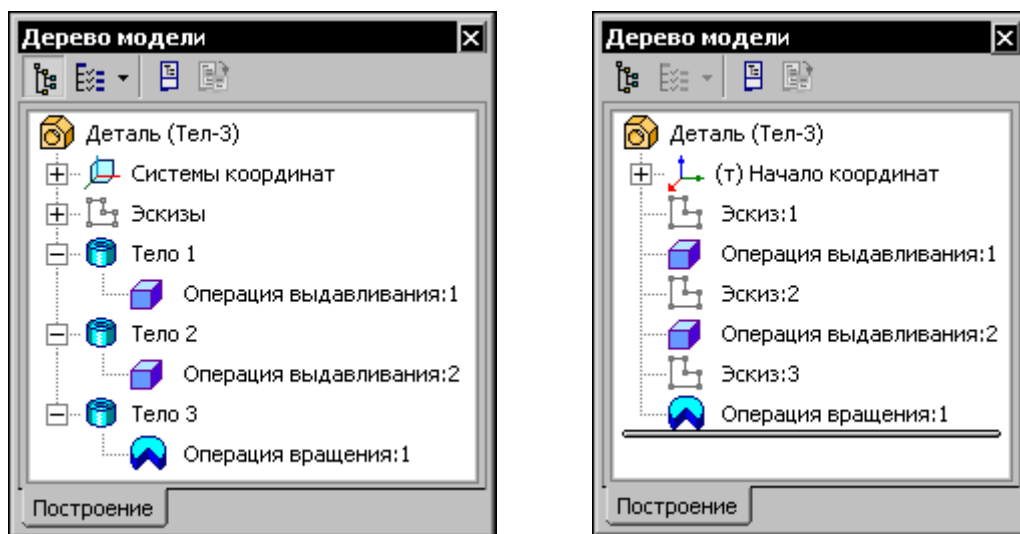 Дерево модели
Деталь (Тел-3)
Системы координат
Эскизы
Тело 1
Операция выдавливания:1
Тело 2
Операция выдавливания:2
Тело 3
Операция вращения:1
Построение
Дерево модели
Деталь (Тел-3)
(т) Начало координат
Эскиз:1
Операция выдавливания:1
Эскиз:2
Операция выдавливания:2
Эскиз:3
Операция вращения:1
Построение